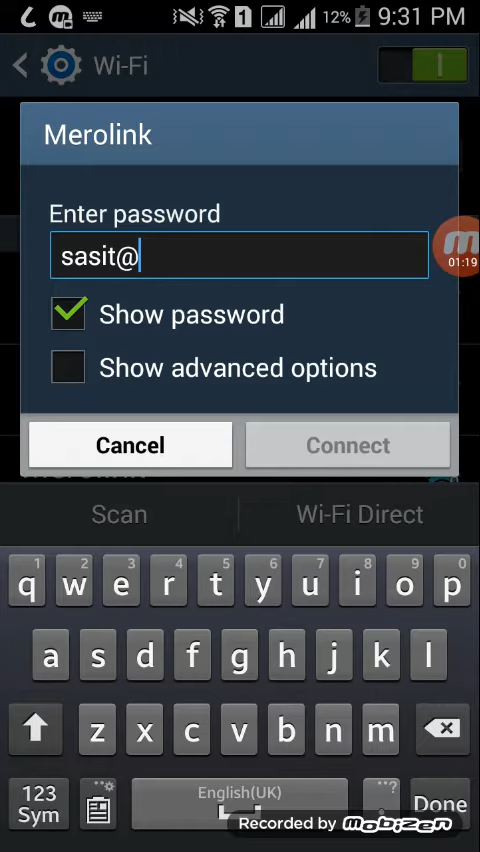 1 12% 9:31 PM
Wi-Fi
Merolink
Enter password
sasit@
01:19
Show password
Show advanced options
Cancel Connect
Scan Wi-Fi Direct
1 2 3 4 5 6 7 8 9 0
q w e r t y u i o p
a s d f g h j k l
z x c v b n m
123 Sym English(UK) Done
Recorded by mobizen